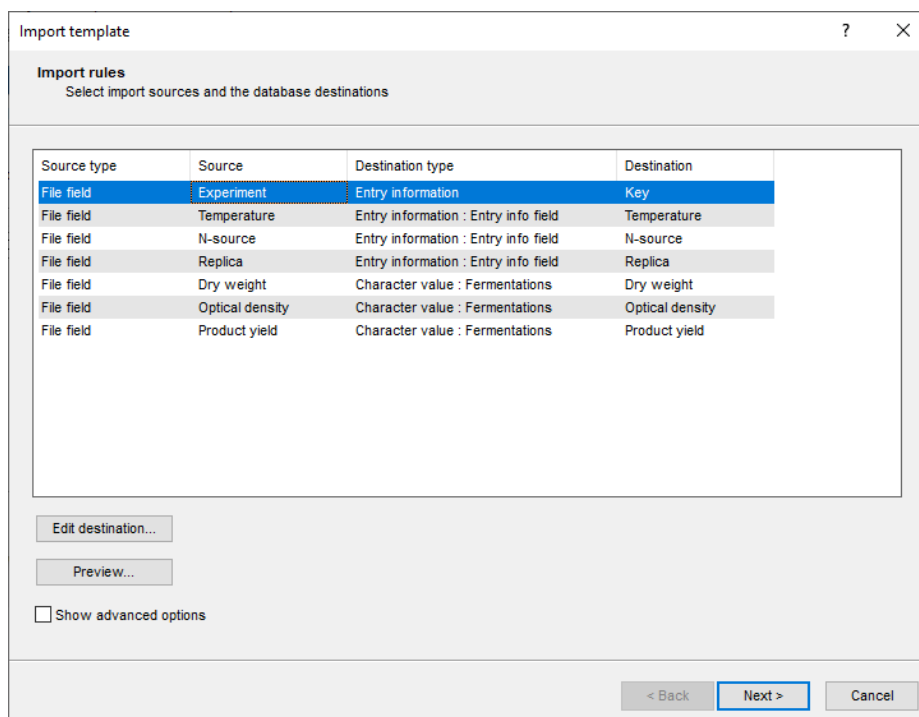 Import template ?
Import rules
Select import sources and the database destinations
Source type Source Destination type Destination
File field Experiment Entry information Key
File field Temperature Entry information : Entry info field Temperature
File field N-source Entry information : Entry info field N-source
File field Replica Entry information : Entry info field Replica
File field Dry weight Character value : Fermentations Dry weight
File field Optical density Character value : Fermentations Optical density
File field Product yield Character value : Fermentations Product yield
Edit destination...
Preview...
Show advanced options
< Back Next > Cancel